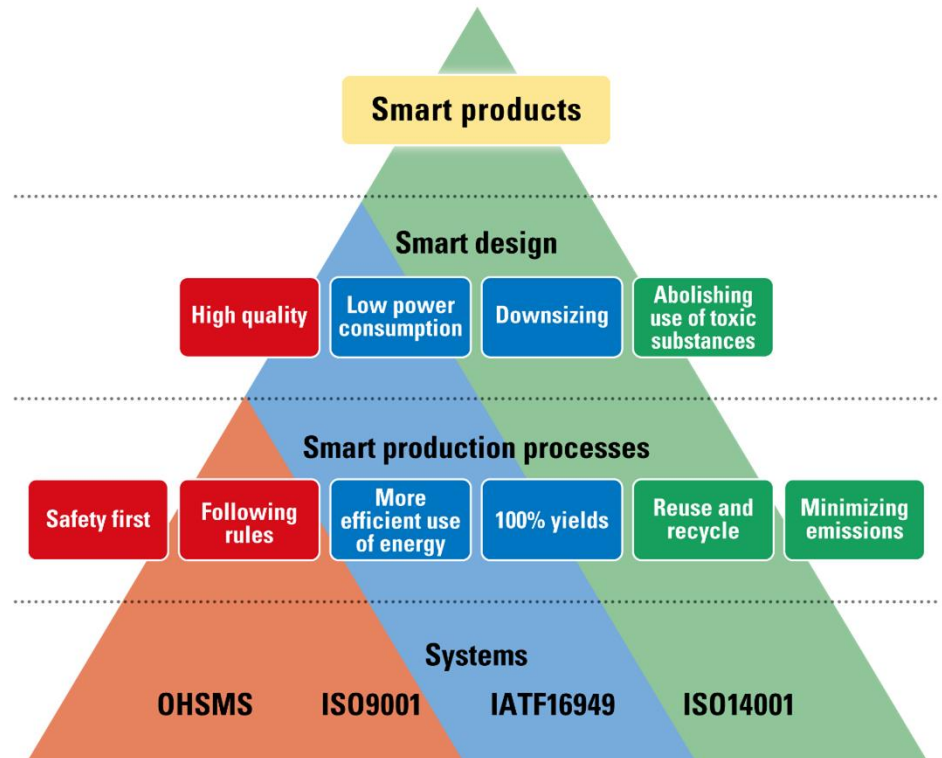 Smart products
Smart design
High quality
Low power
consumption
Downsizing
Abolishing
use of toxic
substances
Smart production processes
Safety first
Following
rules
More
efficient use
of energy
100% yields
Reuse and
recycle
Minimizing
emissions
Systems
OHSMS
ISO9001
IATF16949
ISO14001